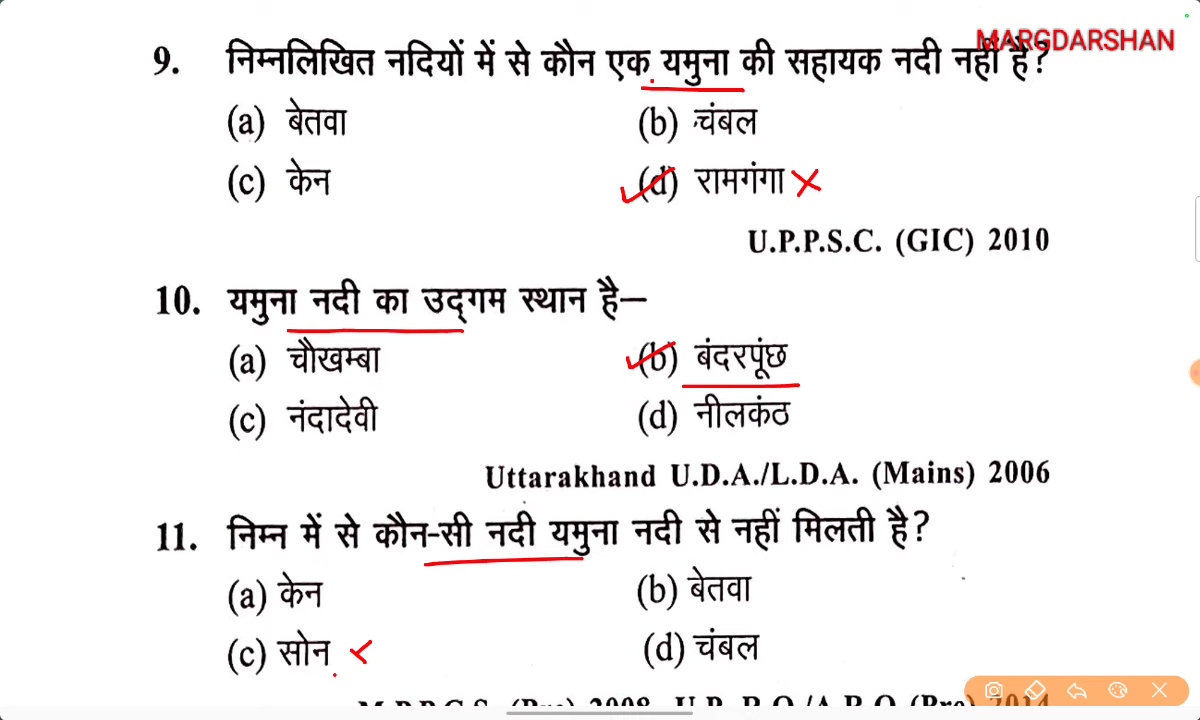 MARGDARSHAN
9. निम्नलिखित नदियों में से कौन एक यमुना की सहायक नदी नहीं है?
(a) बेतवा (b) चंबल
(c) केन (d) रामगंगा
U.P.P.S.C. (GIC) 2010
10. यमुना नदी का उद्गम स्थान है–
(a) चौखम्बा (b) बंदरपूंछ
(c) नंदादेवी (d) नीलकंठ
Uttarakhand U.D.A./L.D.A. (Mains) 2006
11. निम्न में से कौन-सी नदी यमुना नदी से नहीं मिलती है?
(a) केन (b) बेतवा
(c) सोन (d) चंबल